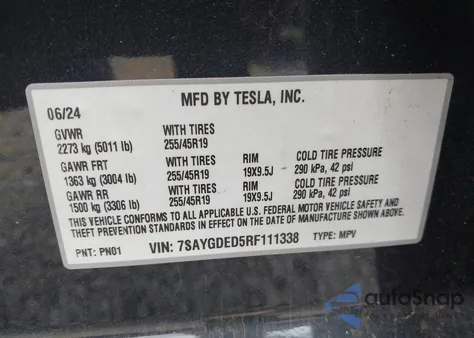 MFD BY TESLA, INC.
06/24
GVWR WITH TIRES
2273 kg (5011 lb) 255/45R19
GAWR FRT WITH TIRES RIM COLD TIRE PRESSURE
1363 kg (3004 lb) 255/45R19 19X9.5J 290 kPa, 42 psi
GAWR RR WITH TIRES RIM COLD TIRE PRESSURE
1500 kg (3306 lb) 255/45R19 19X9.5J 290 kPa, 42 psi
THIS VEHICLE CONFORMS TO ALL APPLICABLE U.S. FEDERAL MOTOR VEHICLE SAFETY AND
THEFT PREVENTION STANDARDS IN EFFECT ON THE DATE OF MANUFACTURE SHOWN ABOVE.
PNT: PN01 VIN: 7SAYGDED5RF111338 TYPE: MPV
autoSnap